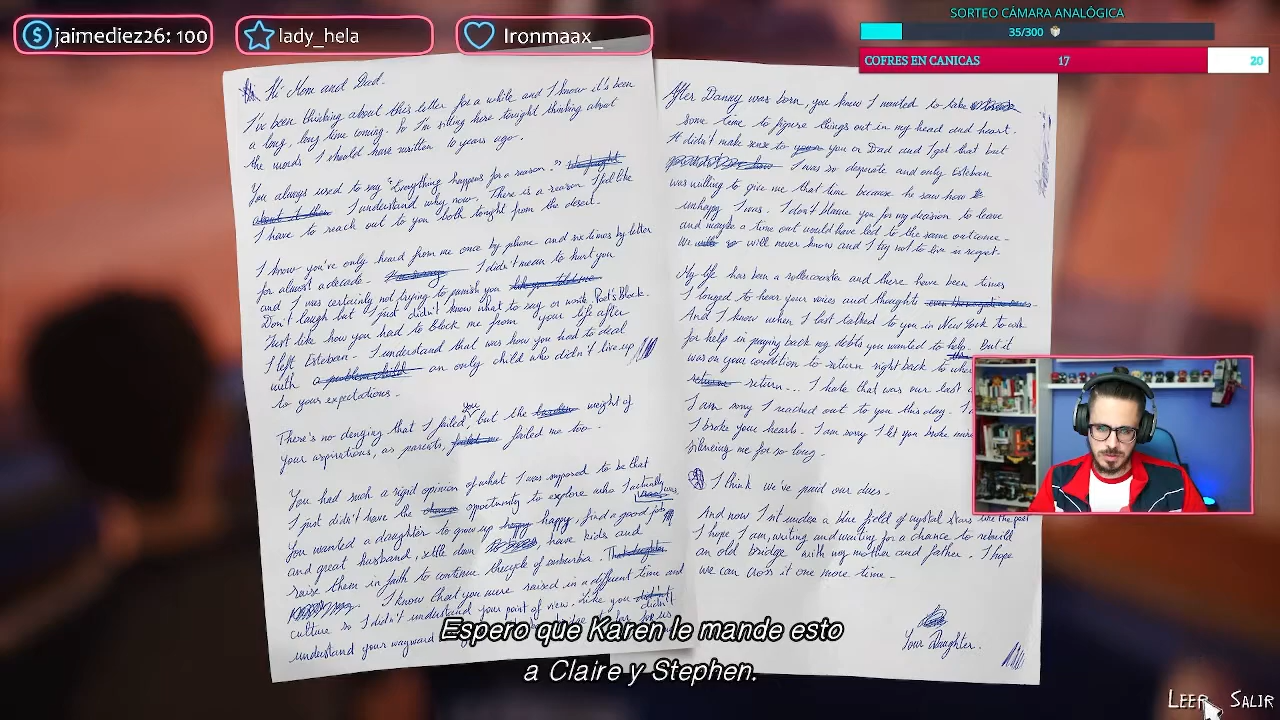 jaimediez26: 100
lady_hela
Ironmaax_
SORTEO CÁMARA ANALÓGICA
35/300
COFRES EN CANICAS 17 20
Hi Mom and Dad.
I've been thinking about this letter for a while and I know it's been
a long, long time coming. So I'm sitting here tonight thinking about
the words I should have written 10 years ago.
You always used to say "Everything happens for a reason."
I understand why now. There is a reason I feel like
I have to reach out to you both tonight from the desert.
I know you've only heard from me once by phone and six times by letter
for almost a decade. I didn't mean to hurt you
and I was certainly not trying to punish you
Don't laugh but I just didn't know what to say or write. Poet's Block.
Just like how you had to block me from your life after
I left Esteban. I understand that was how you had to deal
with a an only child who didn't live up
to your expectations.
There's no denying that I failed you, but the weight of
your aspirations, as parents, failed me too.
You had such a rigid opinion of what I was supposed to be that
I didn't have the opportunity to explore who I actually was.
You wanted a daughter to grow up happy, find a good job
and great husband, settle down, have kids and
raise them in faith to continue the cycle of suburbia.
I know that you were raised in a different time and
culture so I didn't understand your point of view. Like you didn't
understand your wayward
After Danny was born, you knew I wanted to take
some time to figure things out in my head and heart.
It didn't make sense to you or Dad and I get that but
I was so desperate and only Esteban
was willing to give me that time because he saw how
unhappy I was. I don't blame you for my decision to leave
and maybe a time out would have led to the same outcome.
We will never know and I try not to live in regret.
My life has been a rollercoaster and there have been times
I longed to hear your voices and thoughts
And I know when I last talked to you in New York to ask
for help in paying back my debts you wanted to help. But it
was on your condition to return right back to
return. I hate that was our last
I am sorry I reached out to you this day.
I broke your hearts. I am sorry I let you broke mine
silencing me for so long.
I think we've paid our dues.
And now I sit under a blue field of crystal stars like the past
I hope I am, waiting and waiting for a chance to rebuild
an old bridge with my mother and father. I hope
we can cross it one more time.
Your Daughter.
Espero que Karen le mande esto
a Claire y Stephen.
LEER SALIR